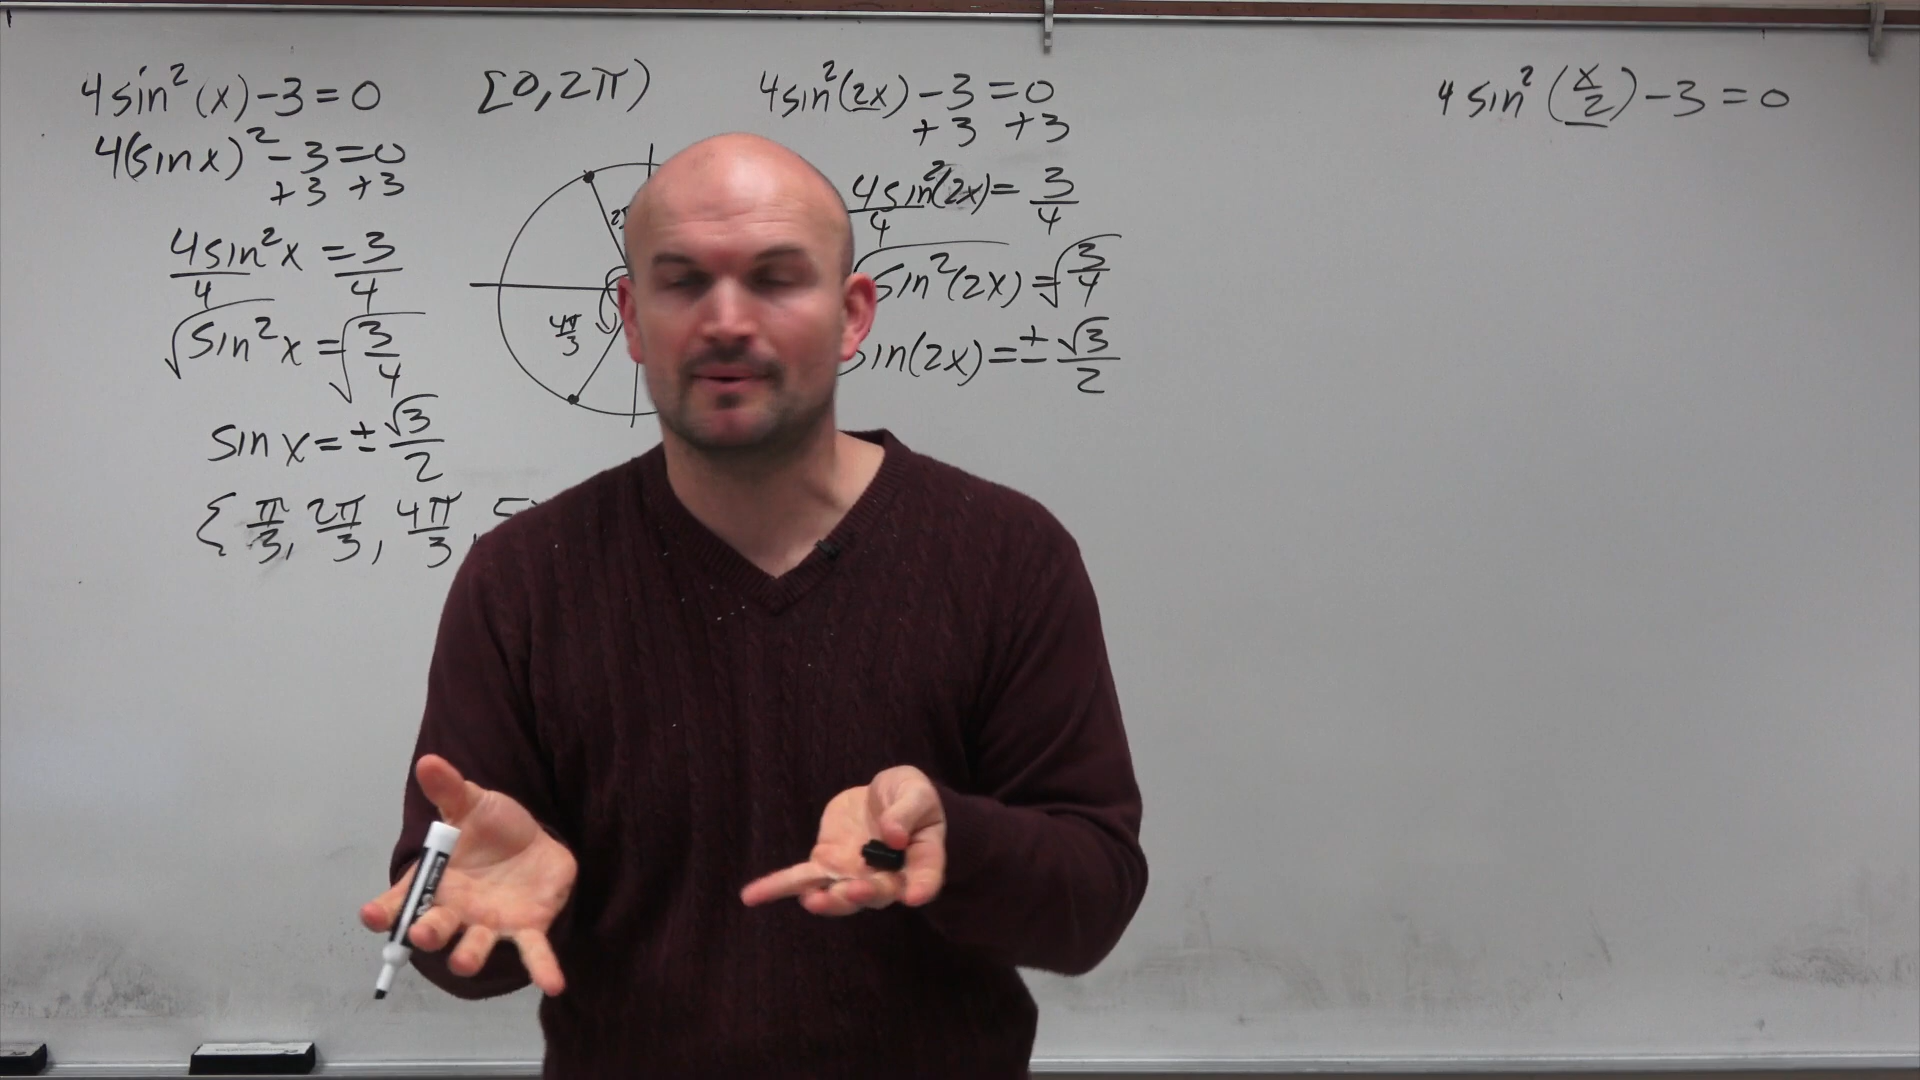 4sin²(x)-3=0
4(sinx)²-3=0
+3 +3
4sin²x/4 = 3/4
√sin²x = √3/4
sin x = ± √3/2
{ π/3, 2π/3, 4π/3,
[0,2π)
4π/3
4sin²(2x)-3=0
+3 +3
4sin²(2x)/4 = 3/4
√sin²(2x) = √3/4
sin(2x)=± √3/2
4 sin²(x/2)-3=0